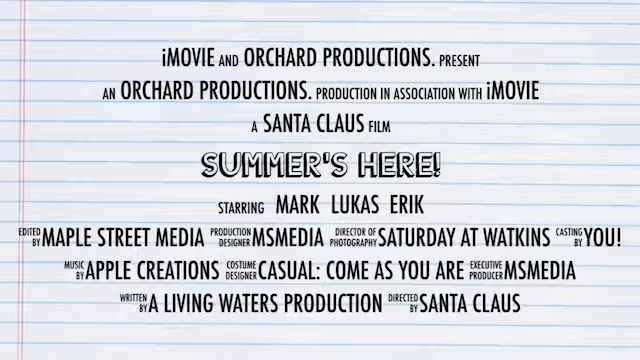 iMOVIE AND ORCHARD PRODUCTIONS. PRESENT
AN ORCHARD PRODUCTIONS. PRODUCTION IN ASSOCIATION WITH iMOVIE
A SANTA CLAUS FILM
SUMMER'S HERE!
STARRING MARK LUKAS ERIK
EDITED BY MAPLE STREET MEDIA PRODUCTION DESIGNER MSMEDIA DIRECTOR OF PHOTOGRAPHY SATURDAY AT WATKINS CASTING BY YOU!
MUSIC BY APPLE CREATIONS COSTUME DESIGNER CASUAL: COME AS YOU ARE EXECUTIVE PRODUCER MSMEDIA
WRITTEN BY A LIVING WATERS PRODUCTION DIRECTED BY SANTA CLAUS